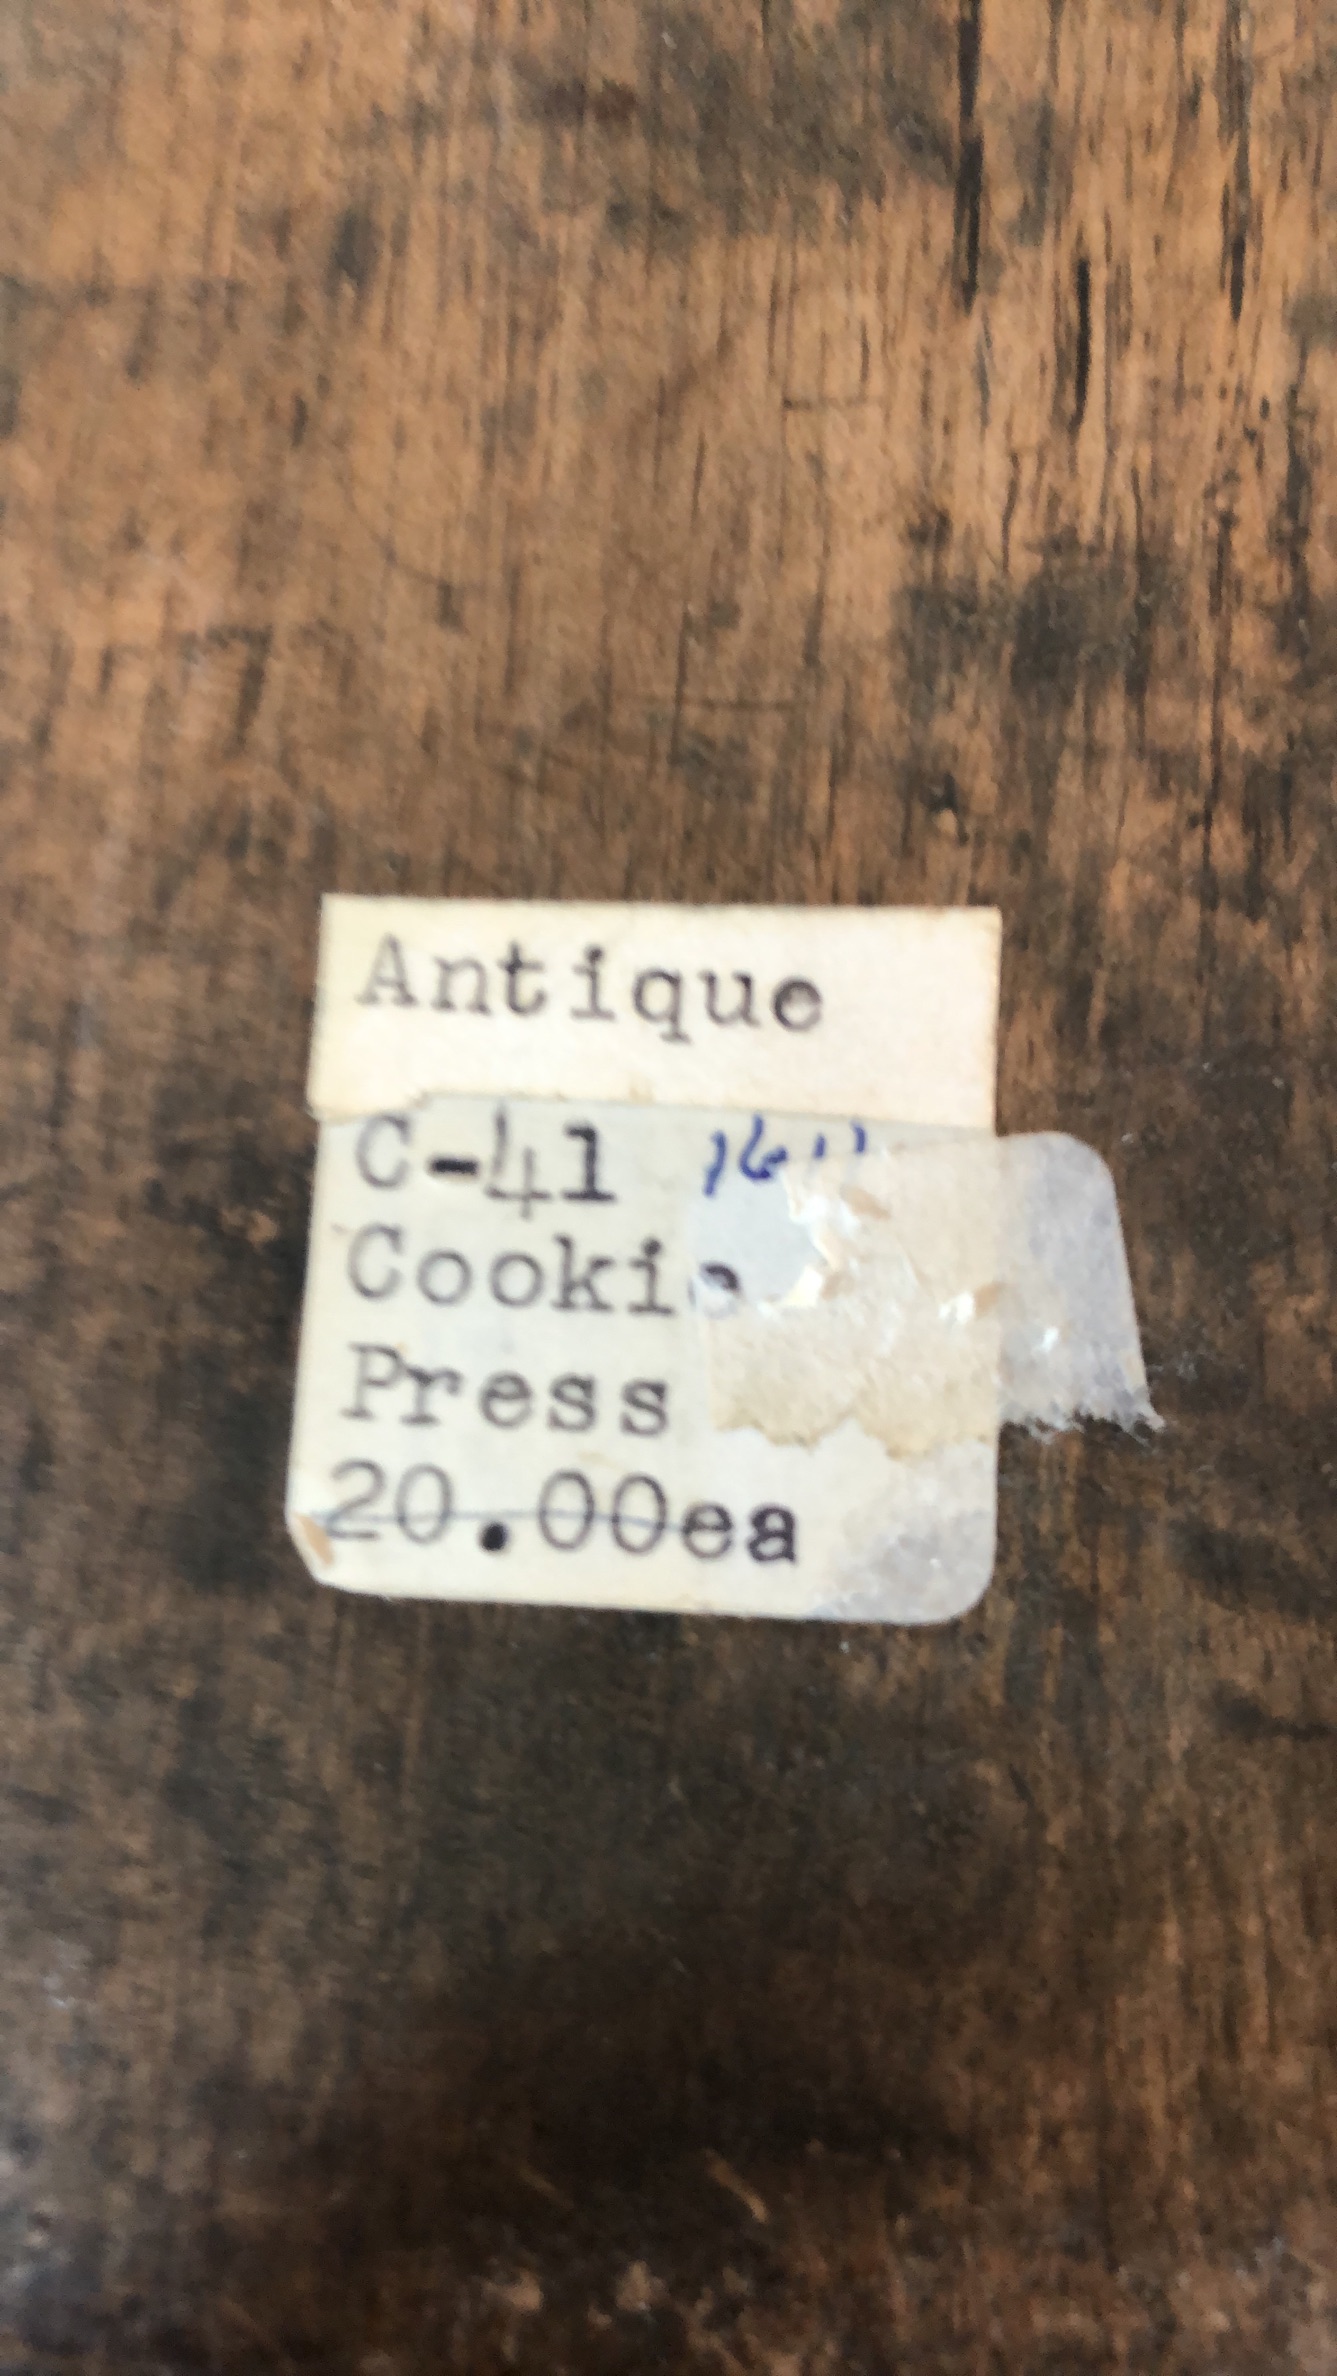 Antique
C-41
Cookie
Press
20.00ea